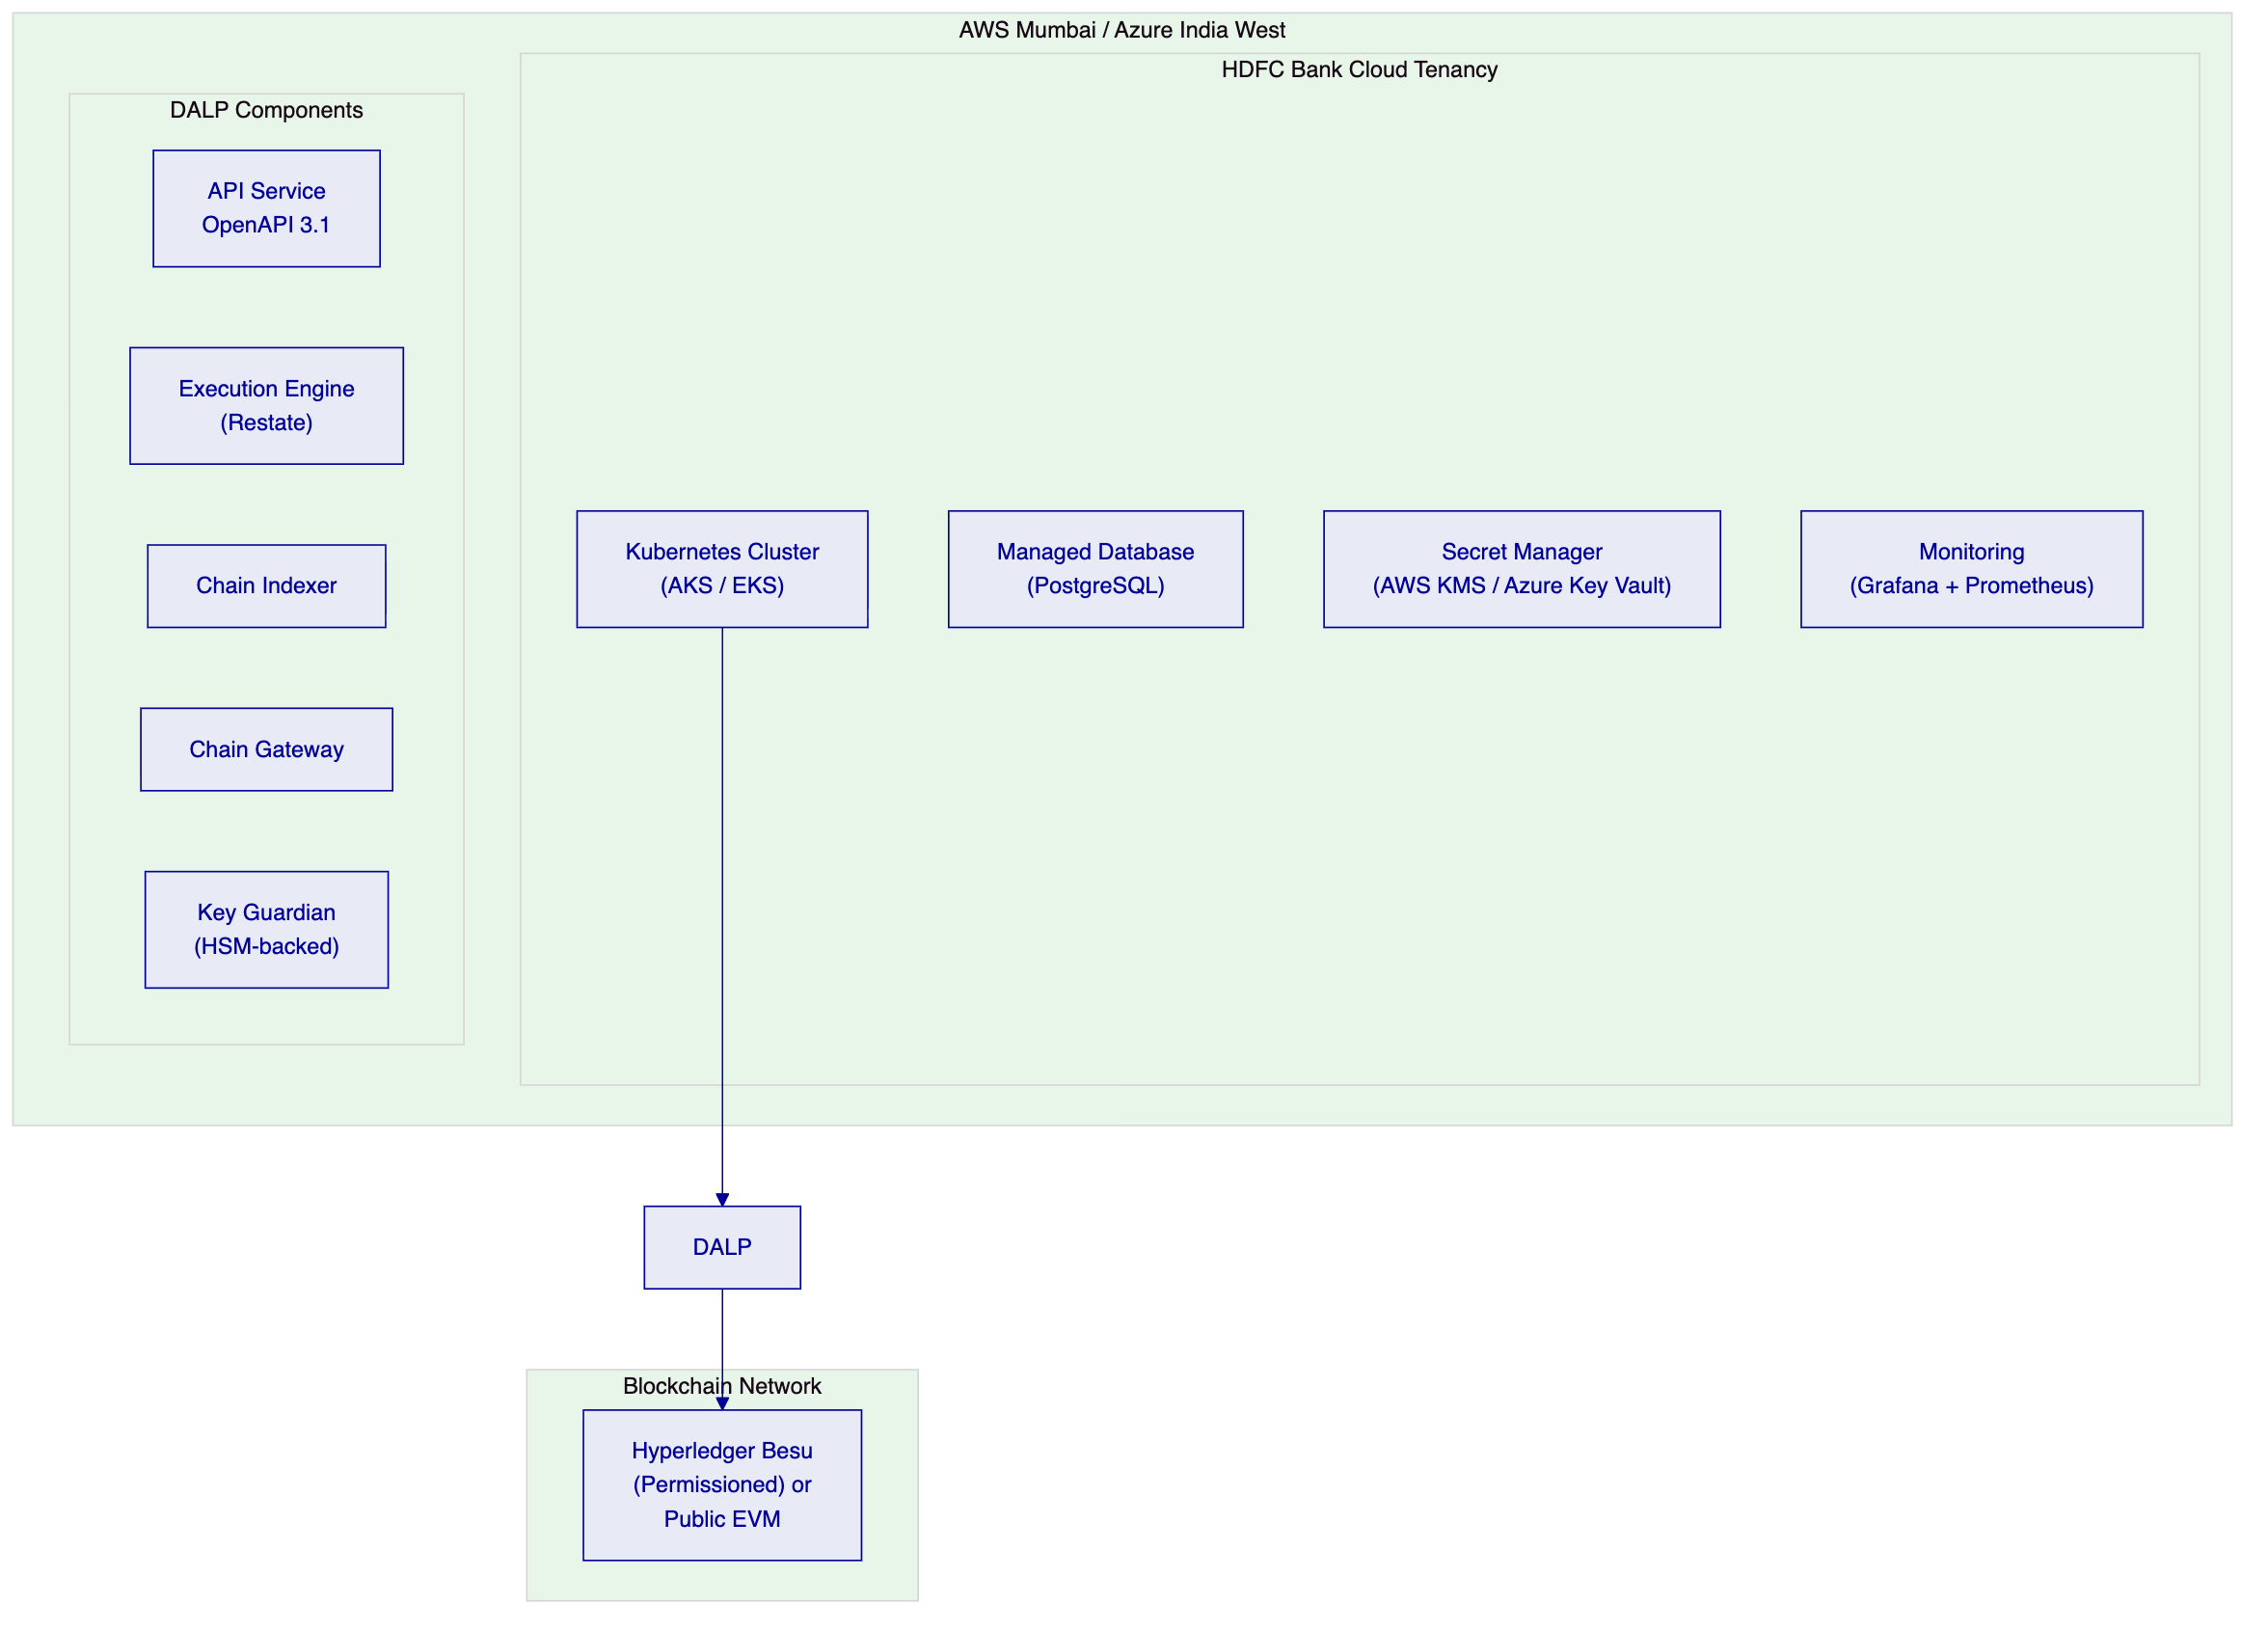 AWS Mumbai / Azure India West
HDFC Bank Cloud Tenancy
DALP Components
API Service
OpenAPI 3.1
Execution Engine
(Restate)
Chain Indexer
Chain Gateway
Key Guardian
(HSM-backed)
Kubernetes Cluster
(AKS / EKS)
Managed Database
(PostgreSQL)
Secret Manager
(AWS KMS / Azure Key Vault)
Monitoring
(Grafana + Prometheus)
DALP
Blockchain Network
Hyperledger Besu
(Permissioned) or
Public EVM